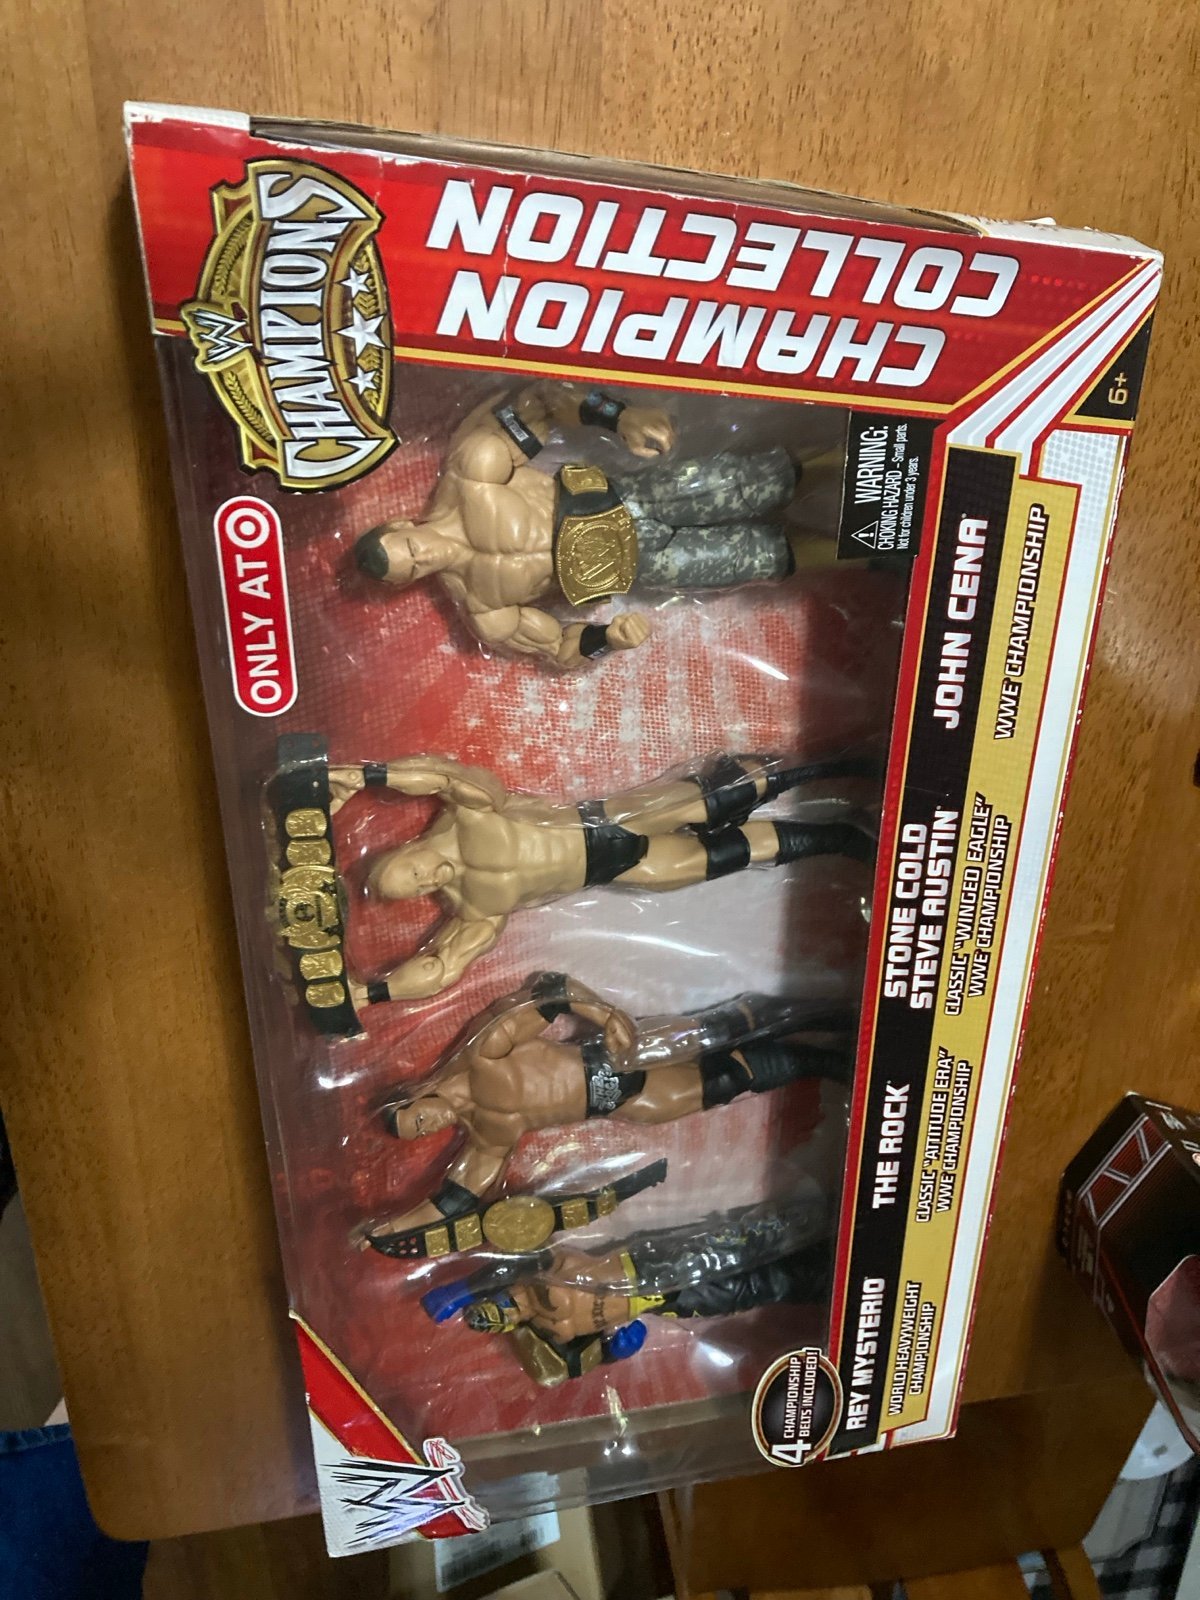 CHAMPION
COLLECTION
W
CHAMPIONS
ONLY AT
6+
WARNING:
CHOKING HAZARD – Small parts.
Not for children under 3 years.
JOHN CENA
WWE CHAMPIONSHIP
STONE COLD
STEVE AUSTIN
CLASSIC "WINGED EAGLE"
WWE CHAMPIONSHIP
THE ROCK
CLASSIC "ATTITUDE ERA"
WWE CHAMPIONSHIP
REY MYSTERIO
WORLD HEAVYWEIGHT
CHAMPIONSHIP
4 CHAMPIONSHIP
BELTS INCLUDED!
W